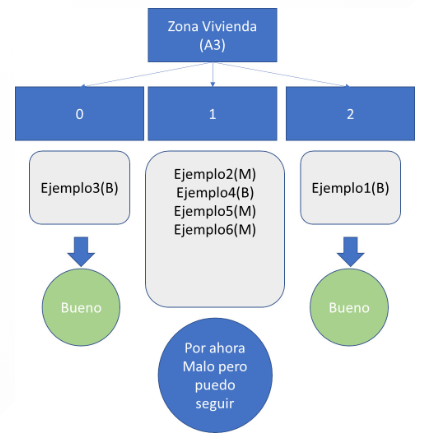 Zona Vivienda
(A3)
0
1
2
Ejemplo3(B)
Ejemplo2(M)
Ejemplo4(B)
Ejemplo5(M)
Ejemplo6(M)
Ejemplo1(B)
Bueno
Bueno
Por ahora
Malo pero
puedo
seguir